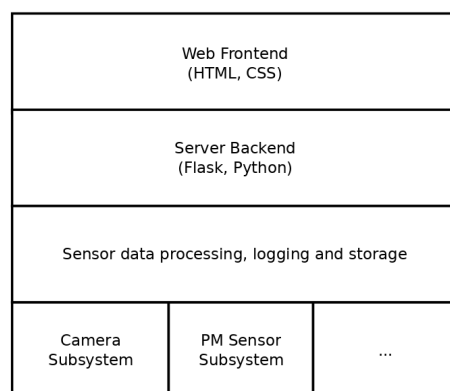 Web Frontend
(HTML, CSS)
Server Backend
(Flask, Python)
Sensor data processing, logging and storage
Camera
Subsystem
PM Sensor
Subsystem
...